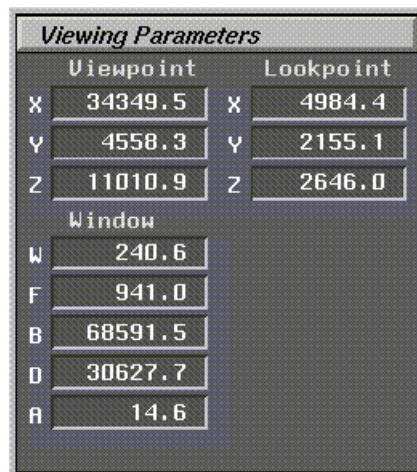 Viewing Parameters
Viewpoint Lookpoint
X 34349.5 X 4984.4
Y 4558.3 Y 2155.1
Z 11010.9 Z 2646.0
Window
W 240.6
F 941.0
B 68591.5
D 30627.7
A 14.6